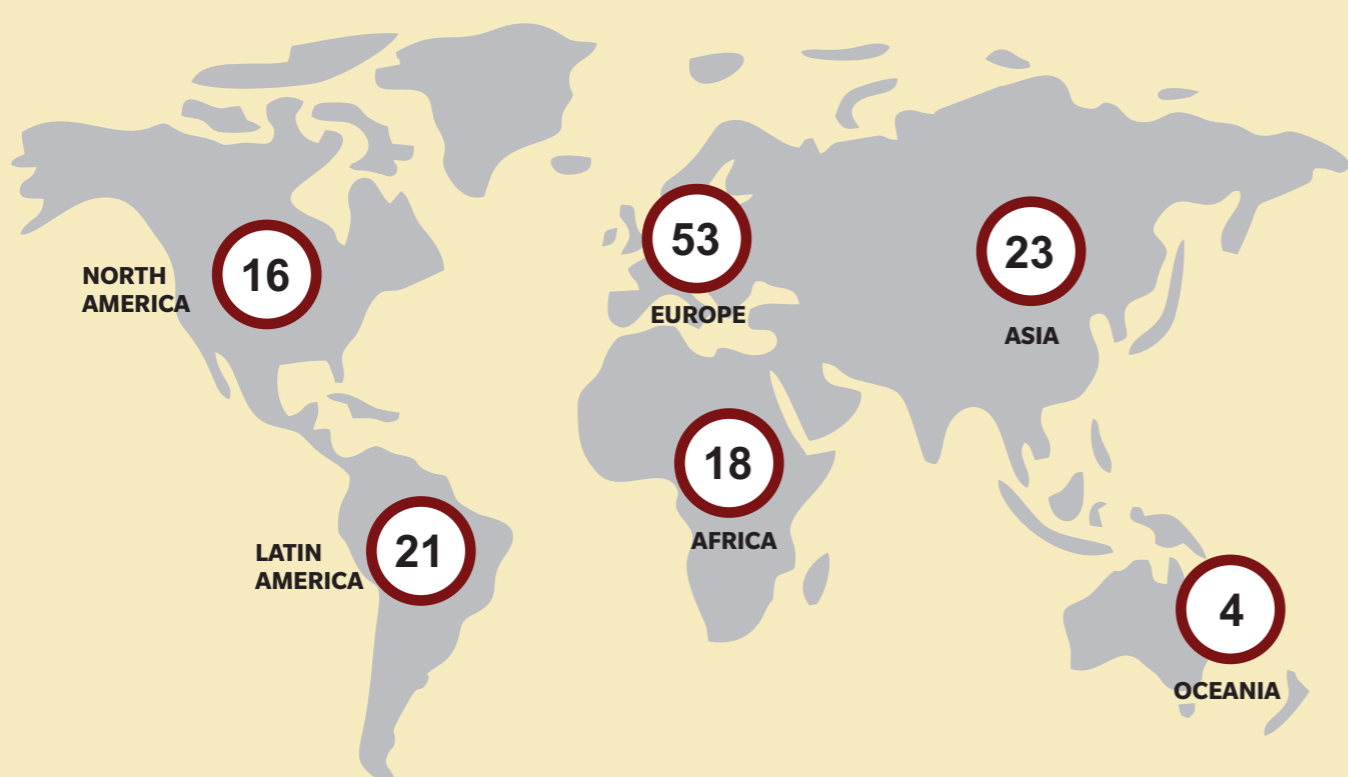 NORTH
AMERICA
16
53
EUROPE
23
ASIA
18
AFRICA
LATIN
AMERICA
21
4
OCEANIA